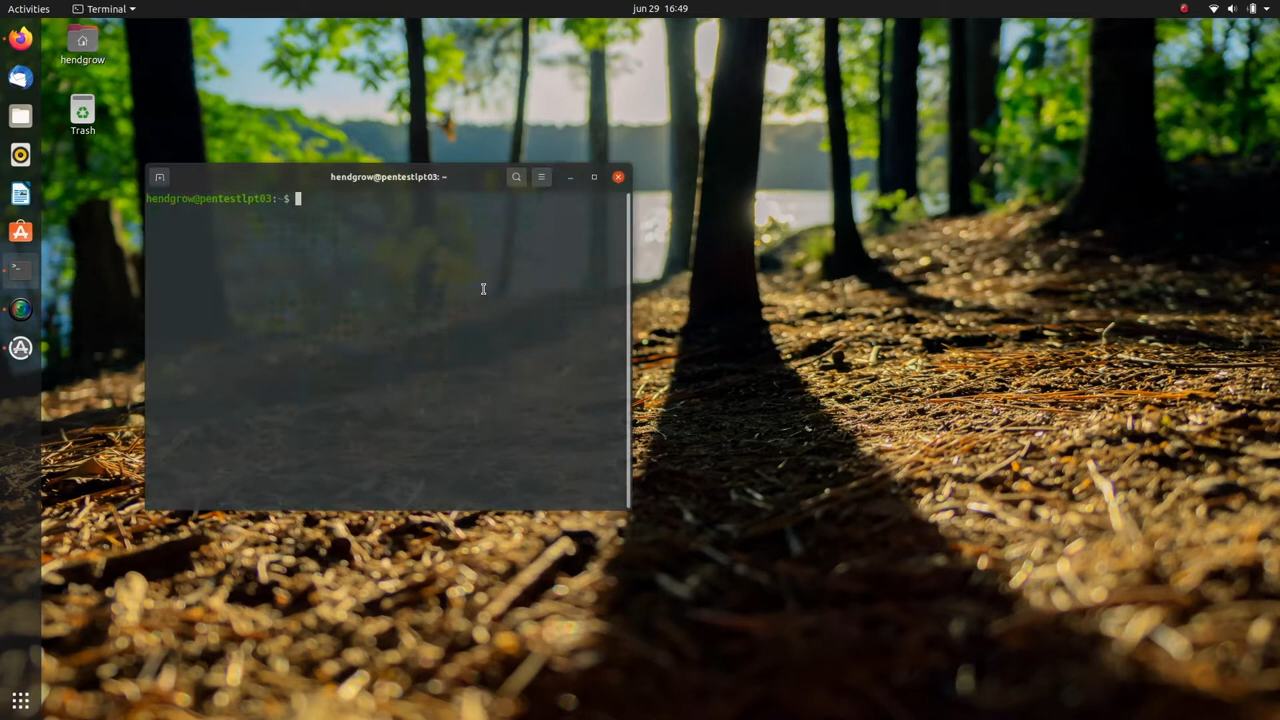 Activities
Terminal
jun 29 16:49
hendgrow
Trash
hendgrow@pentestlpt03: ~
hendgrow@pentestlpt03:~$